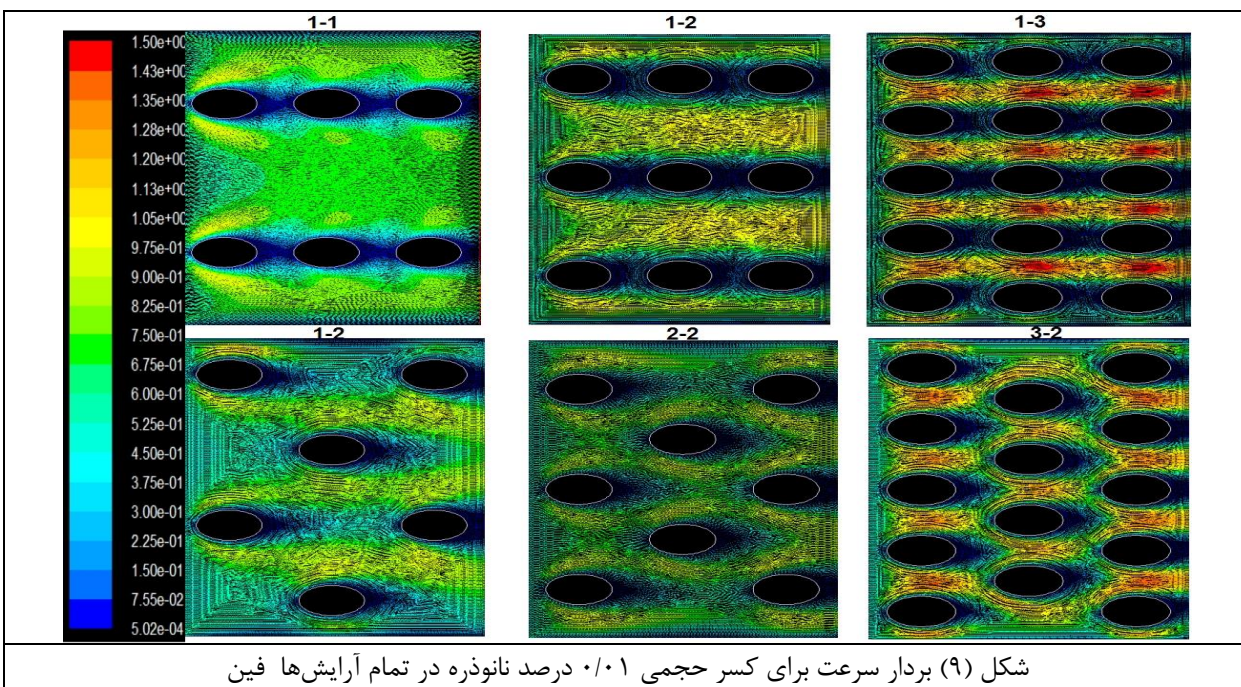 1-1
1-2
1-3
1.50e+00
1.43e+00
1.35e+00
1.28e+00
1.20e+00
1.13e+00
1.05e+00
9.75e-01
9.00e-01
8.25e-01
7.50e-01
6.75e-01
6.00e-01
5.25e-01
4.50e-01
3.75e-01
3.00e-01
2.25e-01
1.50e-01
7.55e-02
5.02e-04
1-2
2-2
3-2
شکل (۹) بردار سرعت برای کسر حجمی ۰/۰۱ درصد نانوذره در تمام آرایش‌ها فین